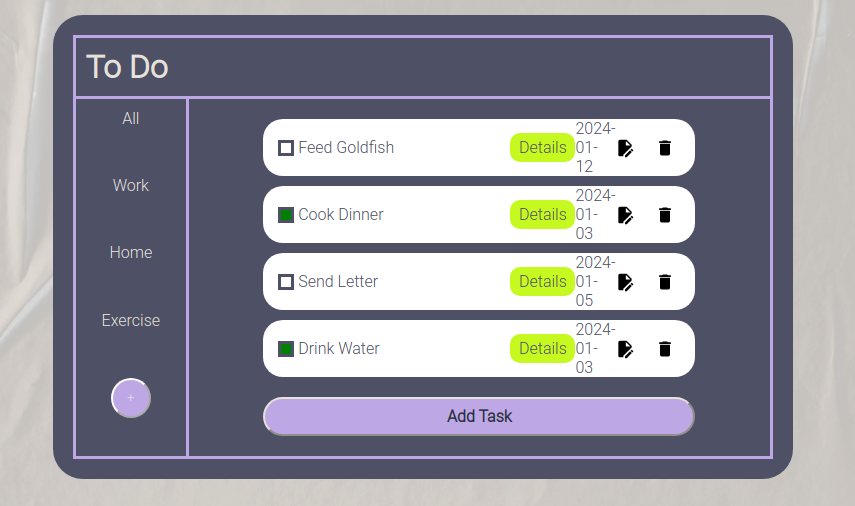 To Do
All
Work
Home
Exercise
+
Feed Goldfish
Details
2024-
01-
12
Cook Dinner
Details
2024-
01-
03
Send Letter
Details
2024-
01-
05
Drink Water
Details
2024-
01-
03
Add Task